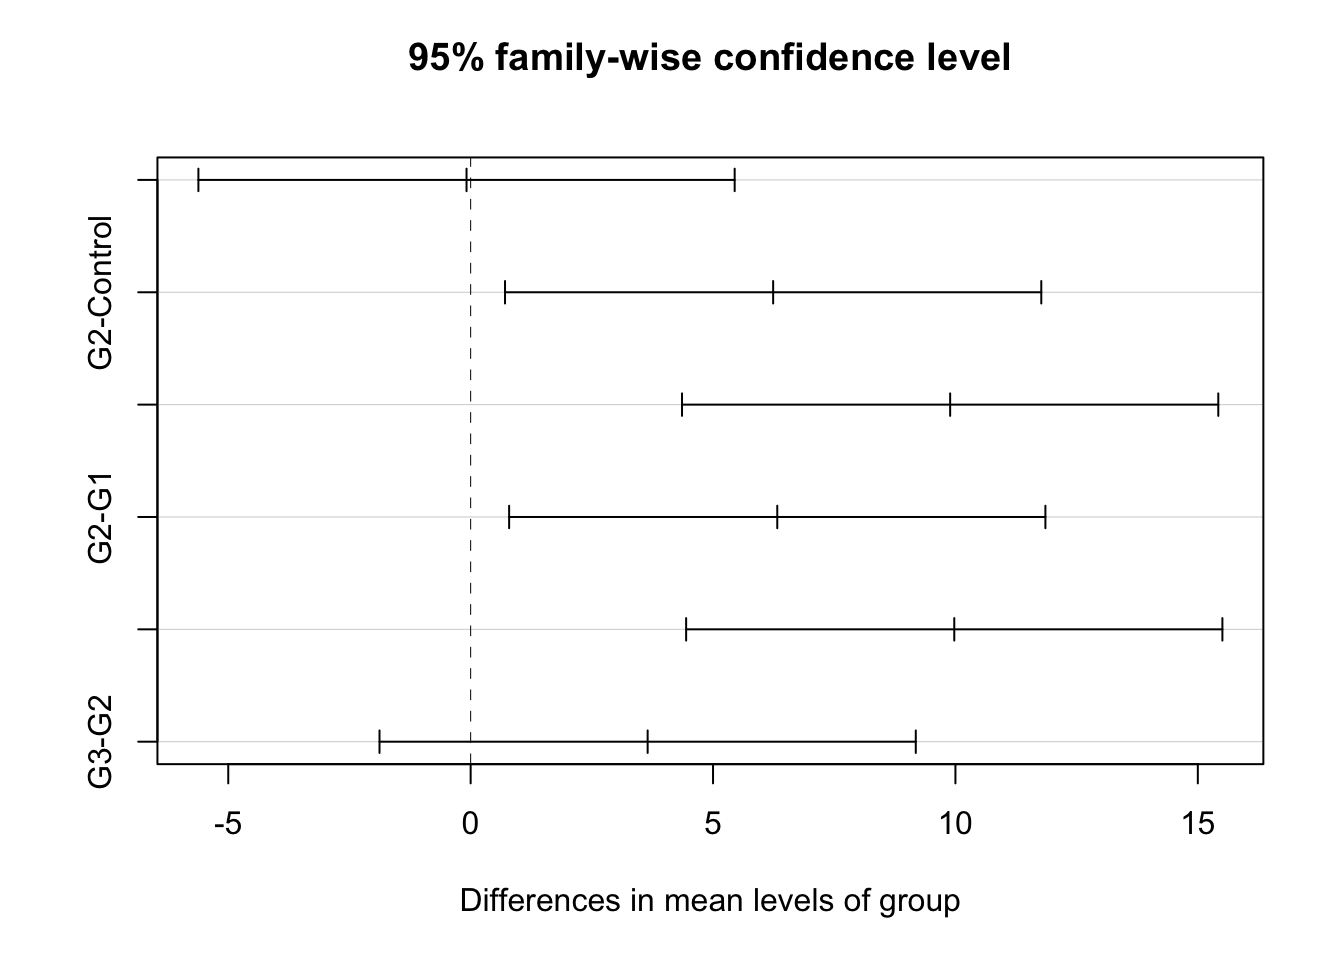 95% family-wise confidence level
G2-Control
G2-G1
G3-G2
-5 0 5 10 15
Differences in mean levels of group